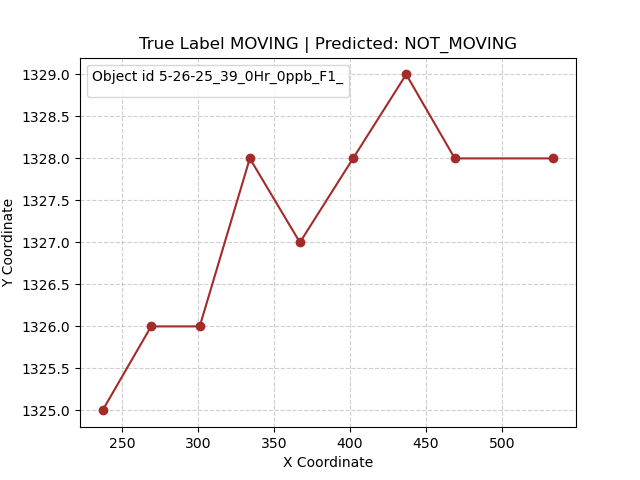 True Label MOVING | Predicted: NOT_MOVING
Object id 5-26-25_39_0Hr_0ppb_F1_
1329.0
1328.5
1328.0
1327.5
1327.0
1326.5
1326.0
1325.5
1325.0
Y Coordinate
250 300 350 400 450 500
X Coordinate